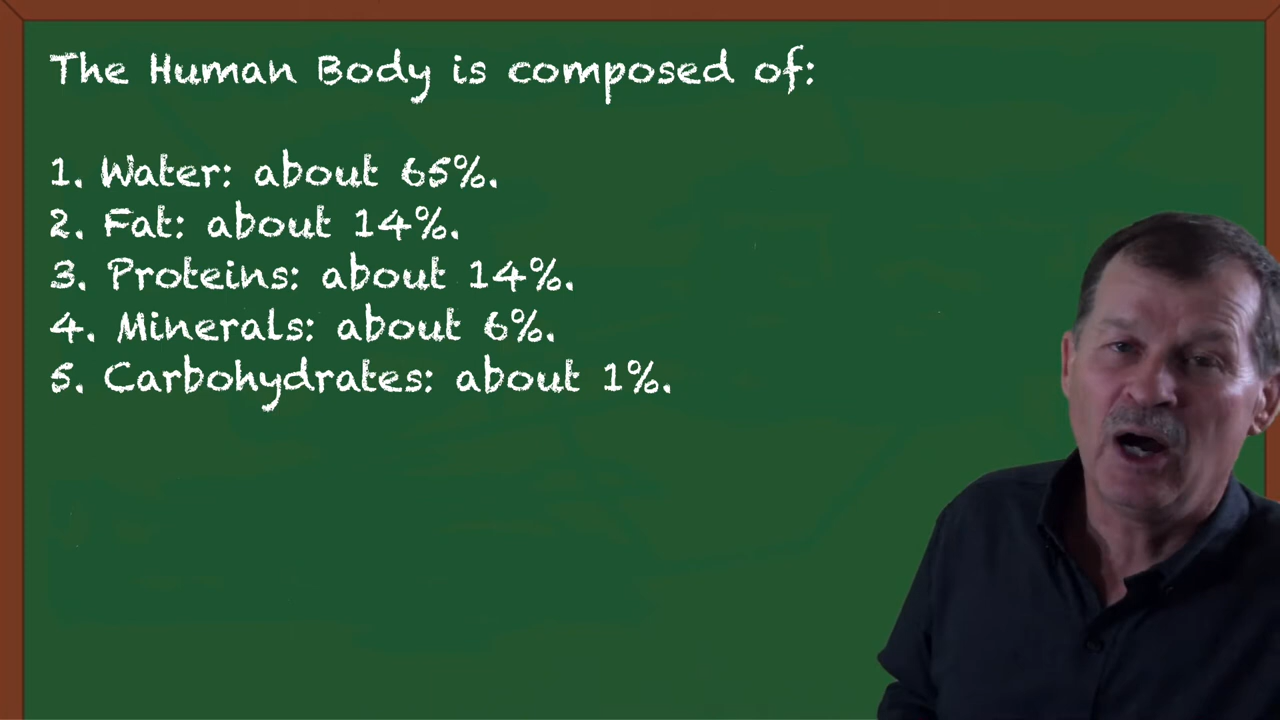 The Human Body is composed of:
1. Water: about 65%.
2. Fat: about 14%.
3. Proteins: about 14%.
4. Minerals: about 6%.
5. Carbohydrates: about 1%.